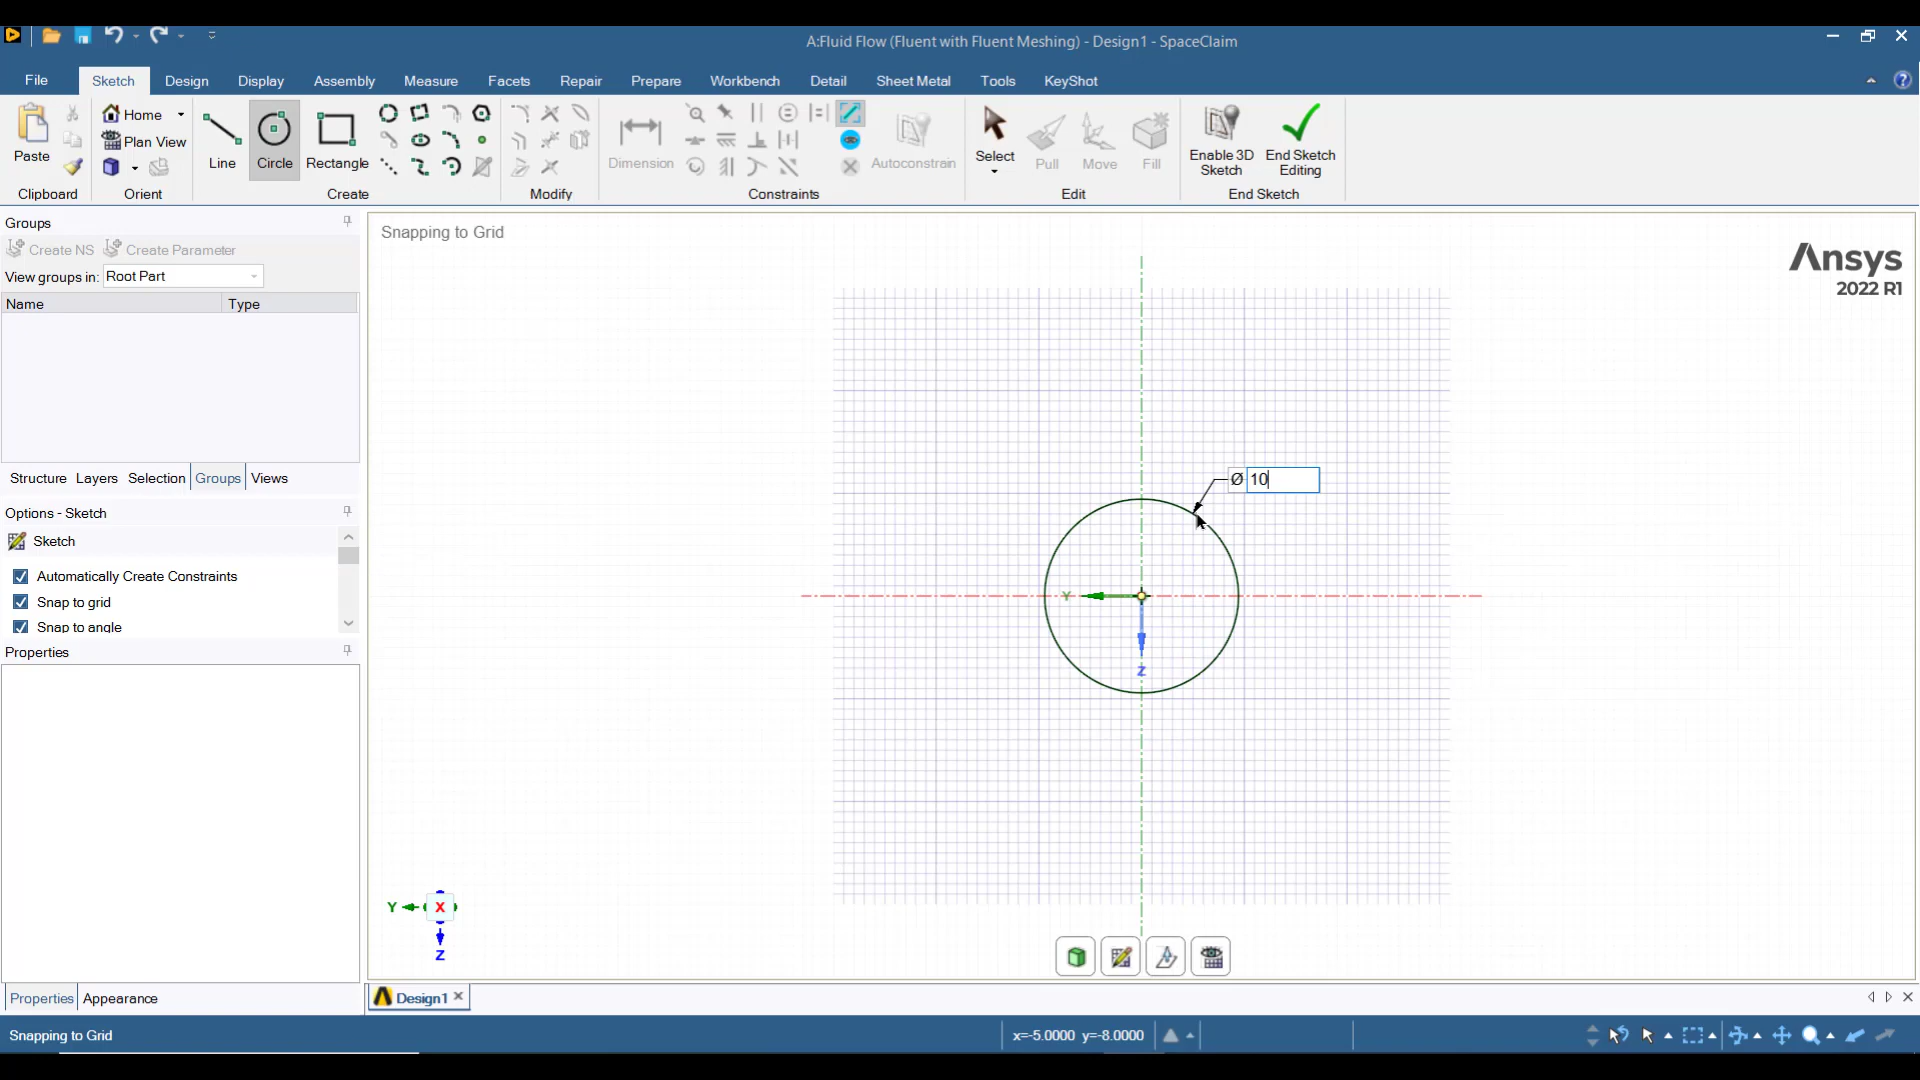 A:Fluid Flow (Fluent with Fluent Meshing) - Design1 - SpaceClaim
File Sketch Design Display Assembly Measure Facets Repair Prepare Workbench Detail Sheet Metal Tools KeyShot
Paste
Home
Plan View
Line Circle Rectangle
Dimension
Autoconstrain
Select Pull Move Fill
Enable 3D Sketch
End Sketch Editing
Clipboard Orient Create Modify Constraints Edit End Sketch
Groups
Create NS Create Parameter
View groups in: Root Part
Name Type
Structure Layers Selection Groups Views
Options - Sketch
Sketch
Automatically Create Constraints
Snap to grid
Snap to angle
Properties
Properties Appearance
Snapping to Grid
Ansys
2022 R1
Ø 10
Y
Z
Y X
Z
Design1
Snapping to Grid
x=-5.0000 y=-8.0000